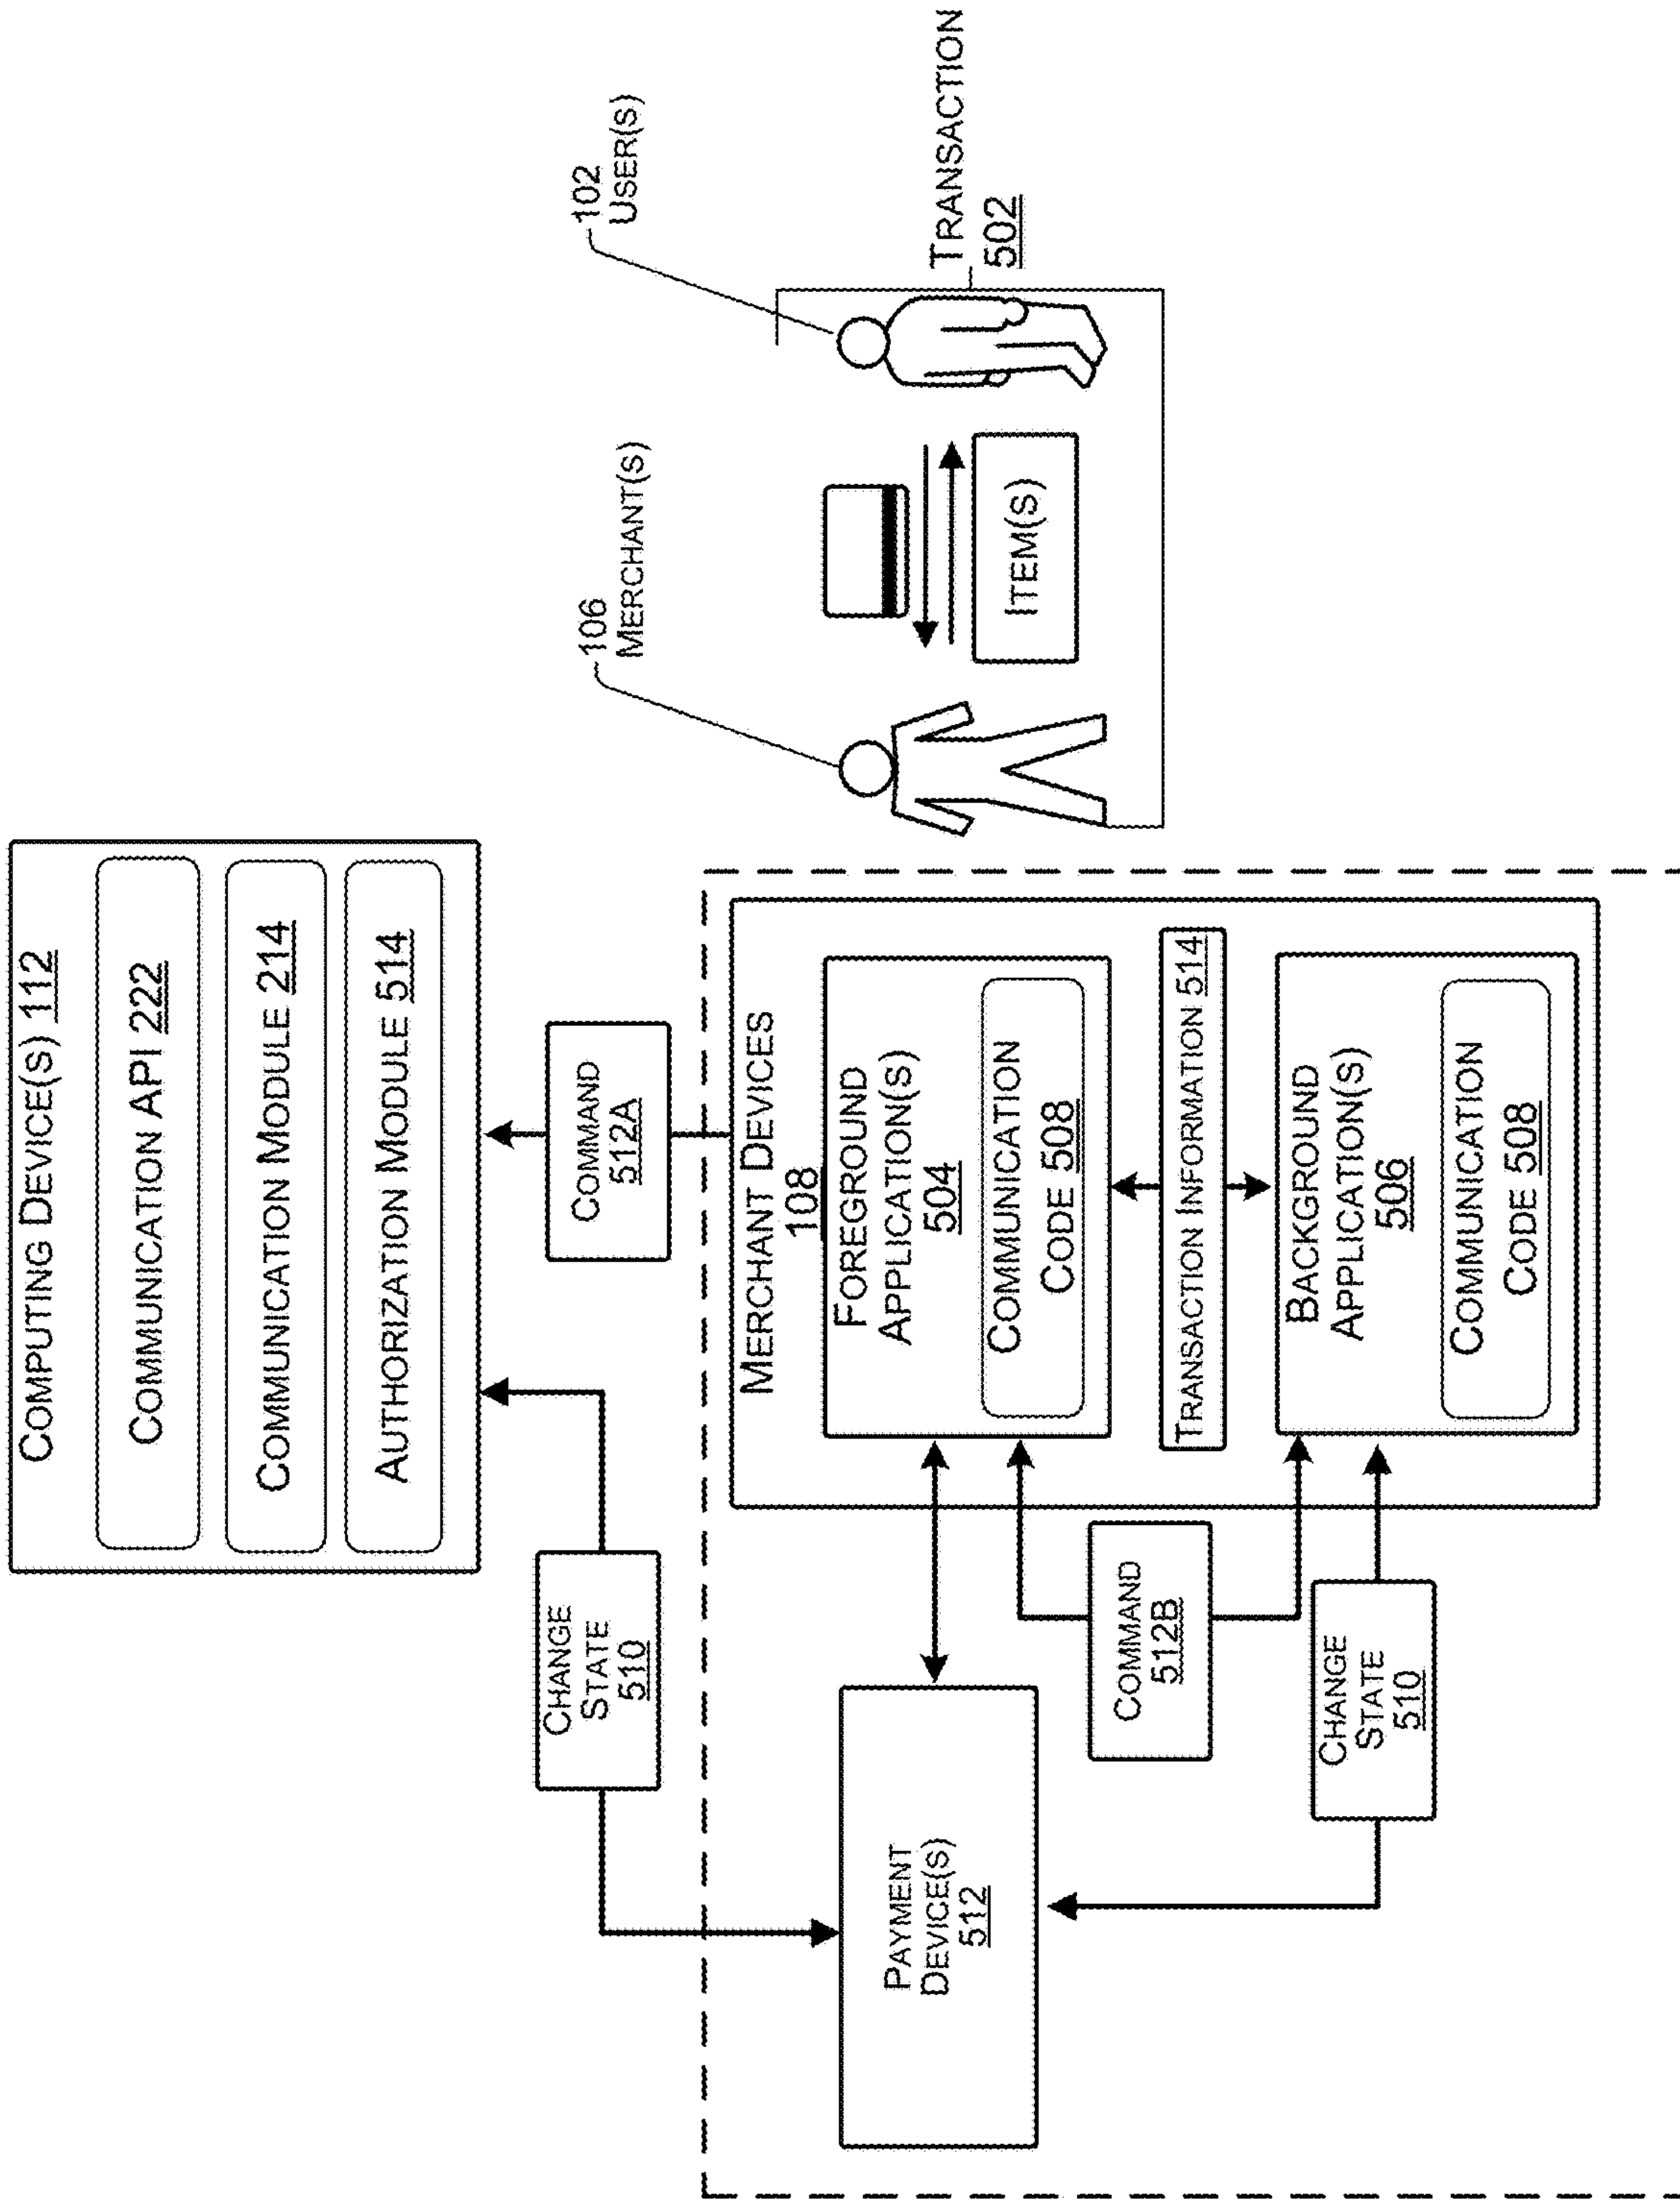 COMPUTING DEVICE(S) 112
COMMUNICATION API 222
COMMUNICATION MODULE 214
AUTHORIZATION MODULE 514
CHANGE
STATE
510
COMMAND
512A
106
MERCHANT(S)
102
USER(S)
ITEM(S)
TRANSACTION
502
MERCHANT DEVICES
108
FOREGROUND
APPLICATION(S)
504
COMMUNICATION
CODE 508
TRANSACTION INFORMATION 514
BACKGROUND
APPLICATION(S)
506
COMMUNICATION
CODE 508
PAYMENT
DEVICE(S)
512
COMMAND
512B
CHANGE
STATE
510